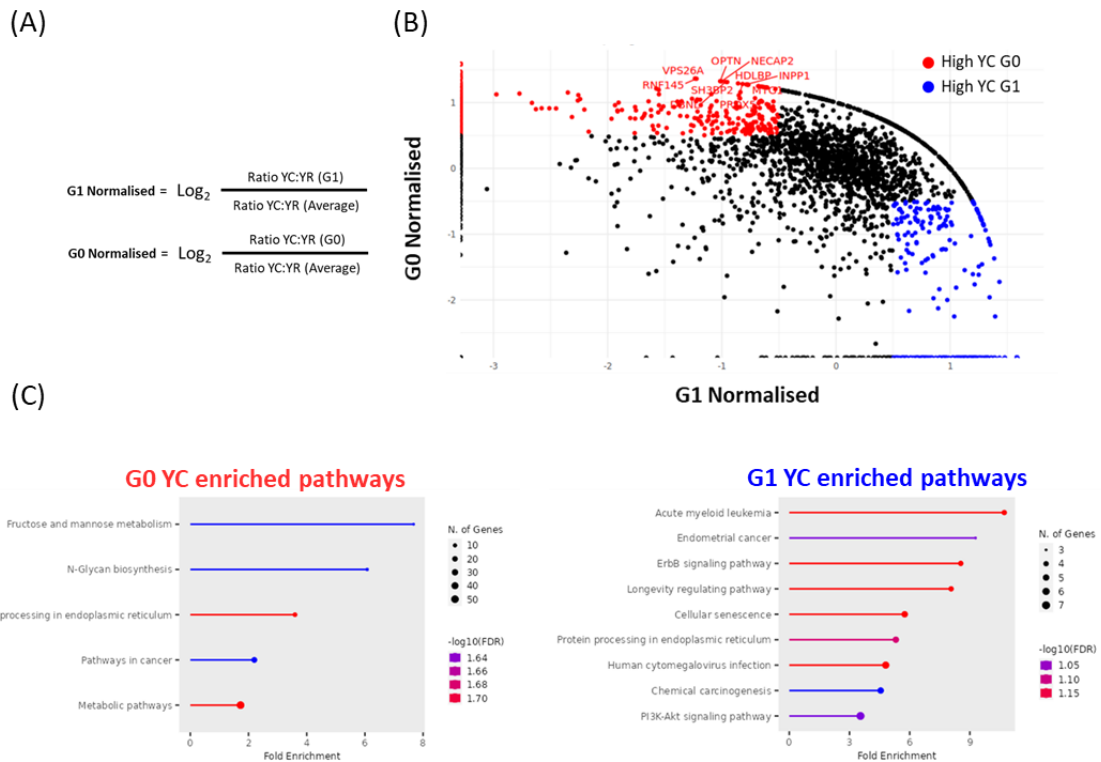 (A)
(B)
G1 Normalised = Log2 Ratio YC:YR (G1)
Ratio YC:YR (Average)
G0 Normalised = Log2 Ratio YC:YR (G0)
Ratio YC:YR (Average)
G0 Normalised
1
0
-1
-2
OPTN NECAP2
VPS26A HDLBP INPP1
RNF145 SH3BP2 MTG1
High YC G0
High YC G1
-3 -2 -1 0 1
G1 Normalised
(C)
G0 YC enriched pathways
Fructose and mannose metabolism
N-Glycan biosynthesis
processing in endoplasmic reticulum
Pathways in cancer
Metabolic pathways
0 2 4 6 8
Fold Enrichment
N. of Genes
10
20
30
40
50
-log10(FDR)
1.64
1.66
1.68
1.70
G1 YC enriched pathways
Acute myeloid leukemia
Endometrial cancer
ErbB signaling pathway
Longevity regulating pathway
Cellular senescence
Protein processing in endoplasmic reticulum
Human cytomegalovirus infection
Chemical carcinogenesis
PI3K-Akt signaling pathway
0 3 6 9
Fold Enrichment
N. of Genes
3
4
5
6
7
-log10(FDR)
1.05
1.10
1.15